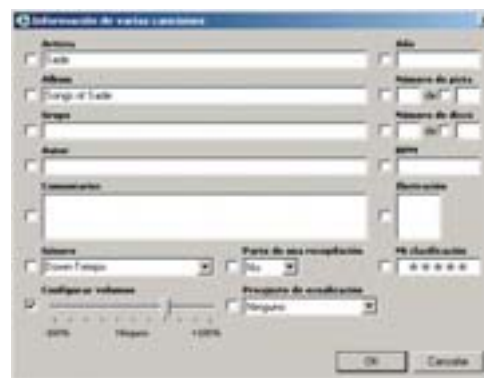 Información de varias canciones
Artista
Año
Sade
Álbum
Número de pista
Songs of Sade
de
Grupo
Número de disco
de
Autor
BPM
Comentarios
Ilustración
Género
Parte de una recopilación
Mi clasificación
Down Tempo
No
Configurar volumen
Preajuste de ecualización
Ninguno
-100%
Ninguno
+100%
OK
Cancelar